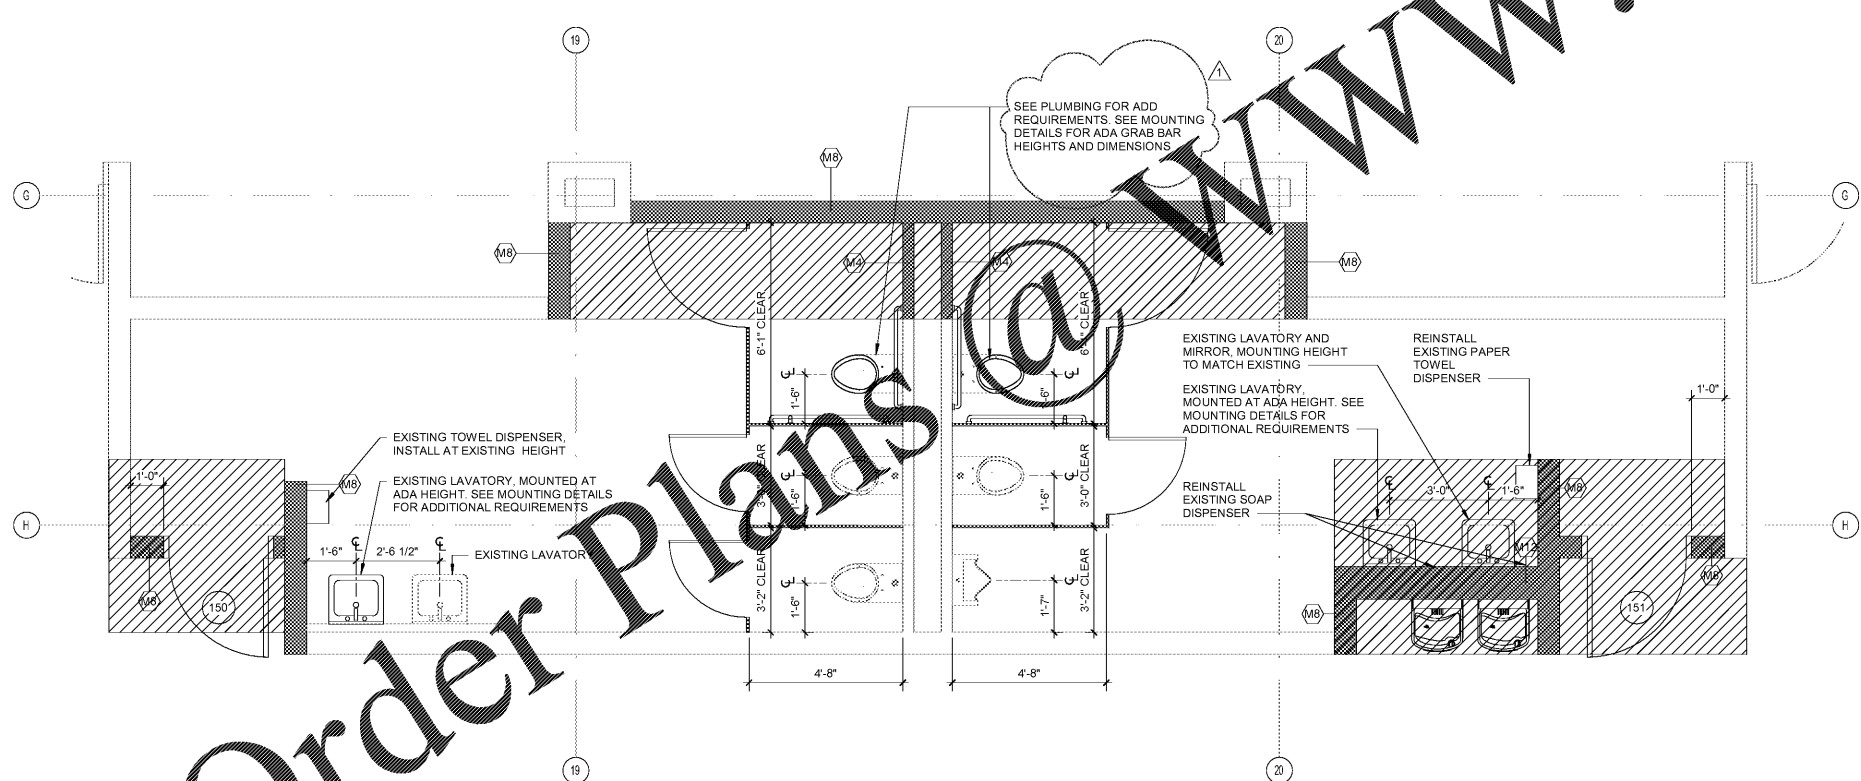 19
20
1
SEE PLUMBING FOR ADD
REQUIREMENTS. SEE MOUNTING
DETAILS FOR ADA GRAB BAR
HEIGHTS AND DIMENSIONS
M8
G
G
M8
M4
M8
6'-1" CLEAR
EXISTING LAVATORY AND
MIRROR, MOUNTING HEIGHT
TO MATCH EXISTING
REINSTALL
EXISTING PAPER
TOWEL
DISPENSER
EXISTING LAVATORY,
MOUNTED AT ADA HEIGHT. SEE
MOUNTING DETAILS FOR
ADDITIONAL REQUIREMENTS
1'-0"
1'-6"
EXISTING TOWEL DISPENSER,
INSTALL AT EXISTING HEIGHT
EXISTING LAVATORY, MOUNTED AT
ADA HEIGHT. SEE MOUNTING DETAILS
FOR ADDITIONAL REQUIREMENTS
1'-0"
M8
1'-6"
1'-6"
3'-0" CLEAR
REINSTALL
EXISTING SOAP
DISPENSER
3'-0"
1'-6"
M8
H
H
1'-6"
2'-6 1/2"
EXISTING LAVATORY
M12
M8
150
3'-2" CLEAR
1'-6"
1'-7"
3'-2" CLEAR
M8
M8
151
4'-8"
4'-8"
19
20
Order Plans @ www.